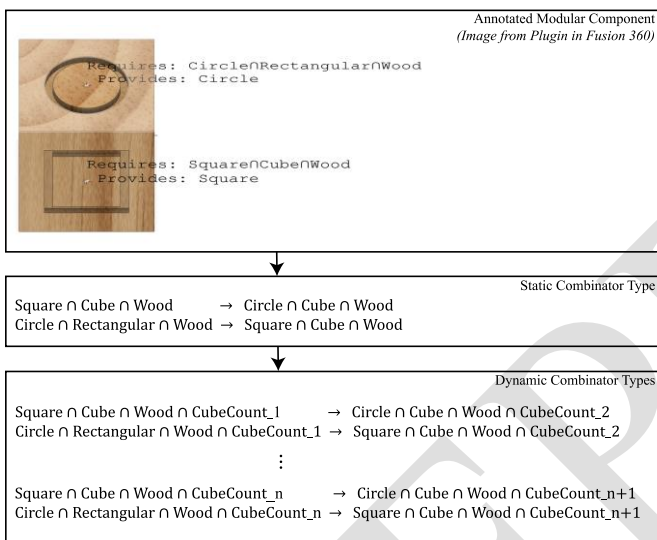 Annotated Modular Component
(Image from Plugin in Fusion 360)
Requires: Circle∩Rectangular∩Wood
Provides: Circle
Requires: Square∩Cube∩Wood
Provides: Square
Static Combinator Type
Square ∩ Cube ∩ Wood → Circle ∩ Cube ∩ Wood
Circle ∩ Rectangular ∩ Wood → Square ∩ Cube ∩ Wood
Dynamic Combinator Types
Square ∩ Cube ∩ Wood ∩ CubeCount_1 → Circle ∩ Cube ∩ Wood ∩ CubeCount_2
Circle ∩ Rectangular ∩ Wood ∩ CubeCount_1 → Square ∩ Cube ∩ Wood ∩ CubeCount_2
⋮
Square ∩ Cube ∩ Wood ∩ CubeCount_n → Circle ∩ Cube ∩ Wood ∩ CubeCount_n+1
Circle ∩ Rectangular ∩ Wood ∩ CubeCount_n → Square ∩ Cube ∩ Wood ∩ CubeCount_n+1